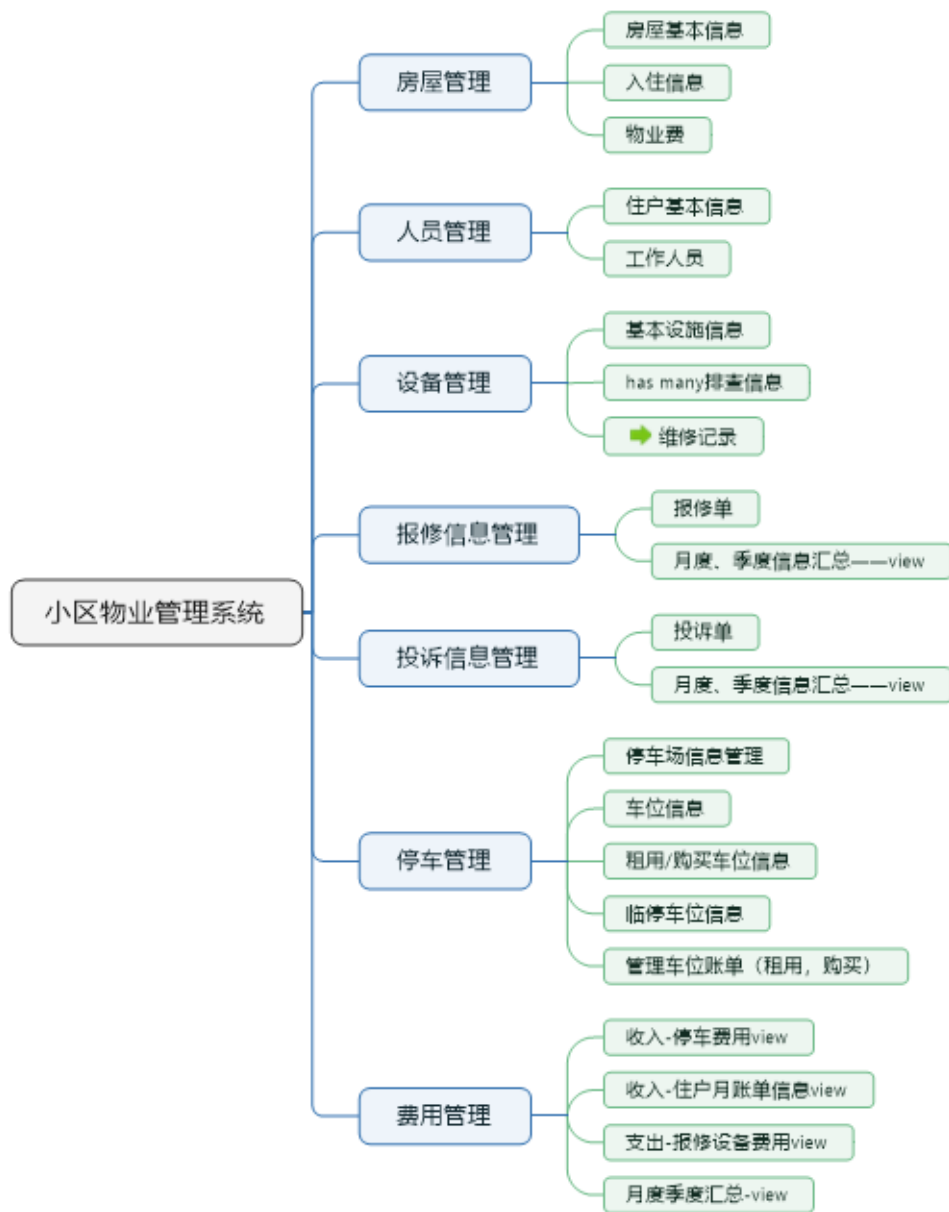 房屋基本信息
房屋管理
入住信息
物业费
住户基本信息
人员管理
工作人员
基本设施信息
设备管理
has many排查信息
维修记录
报修单
报修信息管理
月度、季度信息汇总——view
小区物业管理系统
投诉单
投诉信息管理
月度、季度信息汇总——view
停车场信息管理
车位信息
停车管理
租用/购买车位信息
临停车位信息
管理车位账单（租用，购买）
收入-停车费用view
收入-住户月账单信息view
费用管理
支出-报修设备费用view
月度季度汇总-view